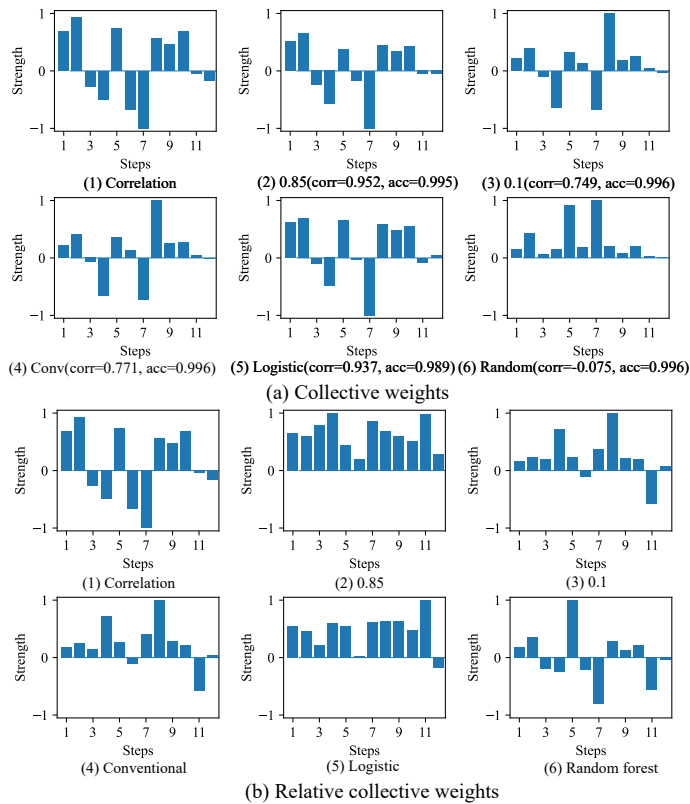 1
0
−1
Strength
1 3 5 7 9 11
Steps
(1) Correlation
1
0
−1
Strength
1 3 5 7 9 11
Steps
(2) 0.85(corr=0.952, acc=0.995)
1
0
−1
Strength
1 3 5 7 9 11
Steps
(3) 0.1(corr=0.749, acc=0.996)
1
0
−1
Strength
1 3 5 7 9 11
Steps
(4) Conv(corr=0.771, acc=0.996)
1
0
−1
Strength
1 3 5 7 9 11
Steps
(5) Logistic(corr=0.937, acc=0.989)
1
0
−1
Strength
1 3 5 7 9 11
Steps
(6) Random(corr=-0.075, acc=0.996)
(a) Collective weights
1
0
−1
Strength
1 3 5 7 9 11
Steps
(1) Correlation
1
0
−1
Strength
1 3 5 7 9 11
Steps
(2) 0.85
1
0
−1
Strength
1 3 5 7 9 11
Steps
(3) 0.1
1
0
−1
Strength
1 3 5 7 9 11
Steps
(4) Conventional
1
0
−1
Strength
1 3 5 7 9 11
Steps
(5) Logistic
1
0
−1
Strength
1 3 5 7 9 11
Steps
(6) Random forest
(b) Relative collective weights